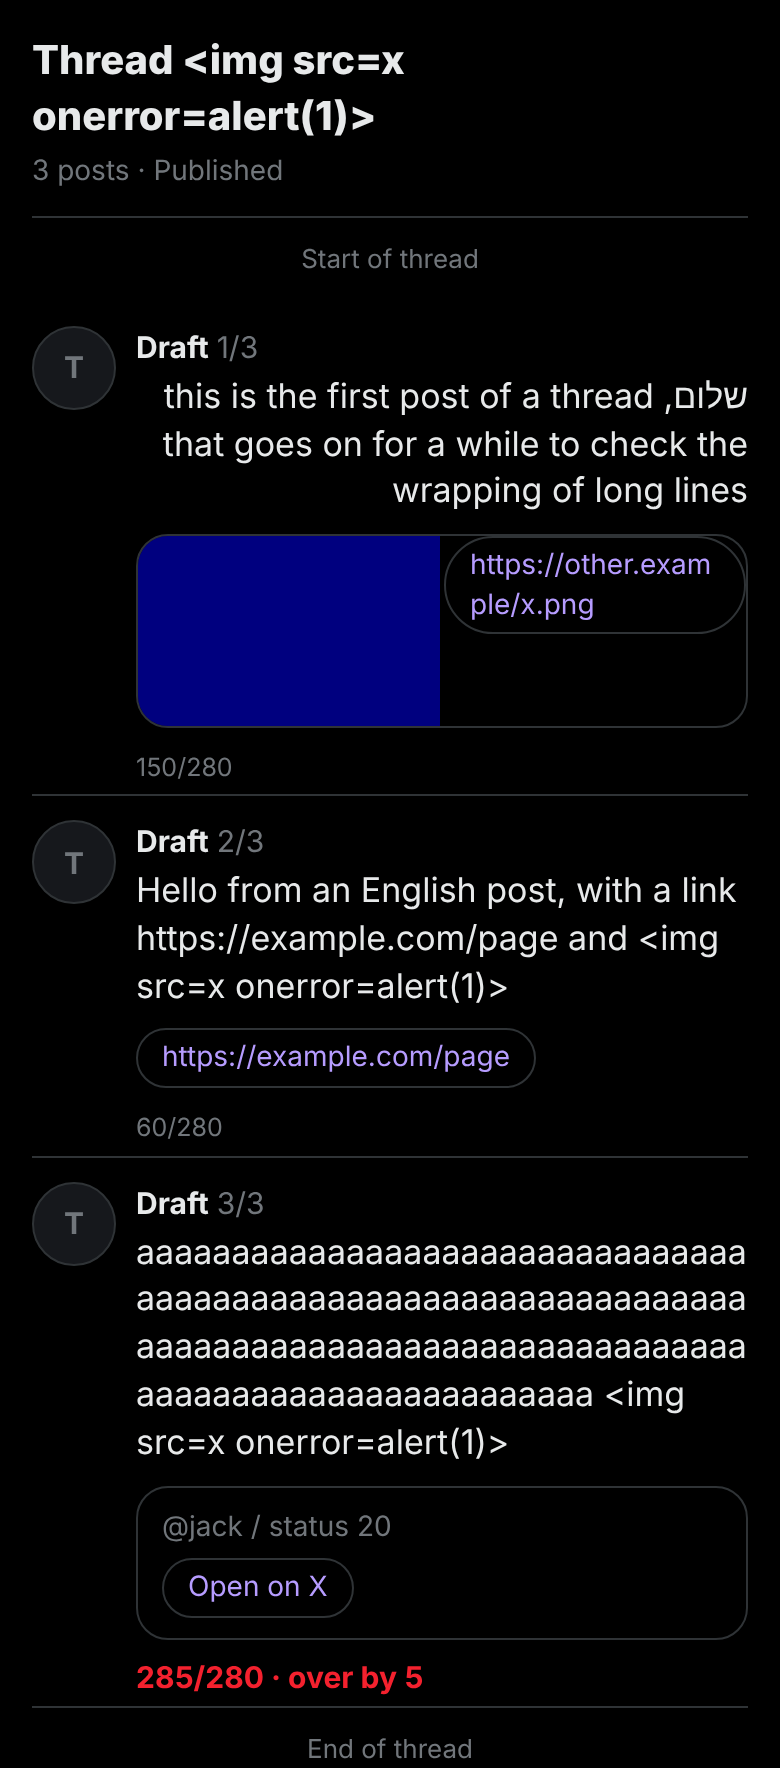 Thread <img src=x
onerror=alert(1)>
3 posts · Published
Start of thread
T
Draft 1/3
שלום, this is the first post of a thread
that goes on for a while to check the
wrapping of long lines
https://other.exam
ple/x.png
150/280
T
Draft 2/3
Hello from an English post, with a link
https://example.com/page and <img
src=x onerror=alert(1)>
https://example.com/page
60/280
T
Draft 3/3
aaaaaaaaaaaaaaaaaaaaaaaaaaaaaaaa
aaaaaaaaaaaaaaaaaaaaaaaaaaaaaaaa
aaaaaaaaaaaaaaaaaaaaaaaaaaaaaaaa
aaaaaaaaaaaaaaaaaaaaaaaa <img
src=x onerror=alert(1)>
@jack / status 20
Open on X
285/280 · over by 5
End of thread